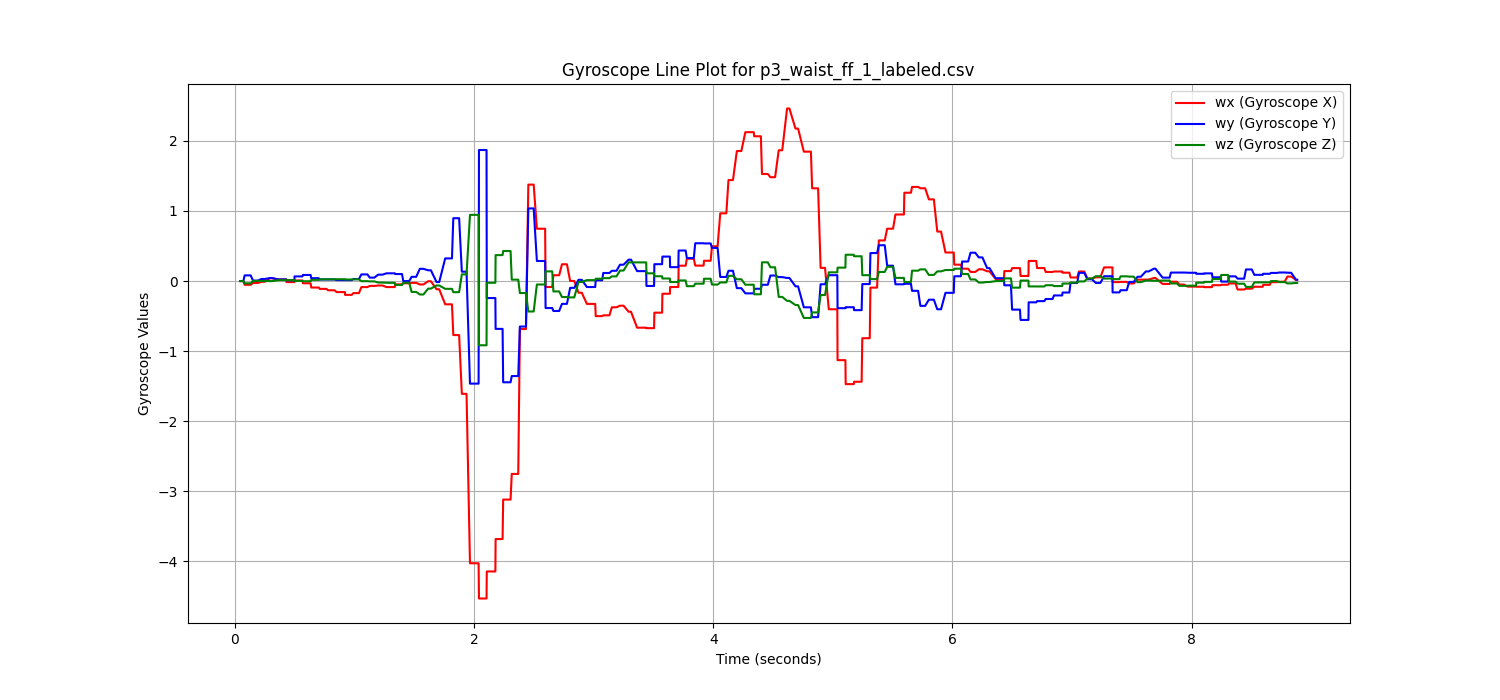 Gyroscope Line Plot for p3_waist_ff_1_labeled.csv
wx (Gyroscope X)
wy (Gyroscope Y)
wz (Gyroscope Z)
Gyroscope Values
2
1
0
−1
−2
−3
−4
0 2 4 6 8
Time (seconds)